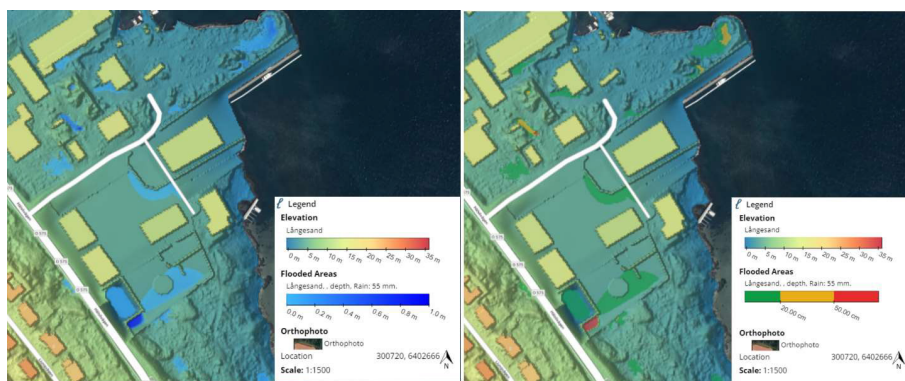 Legend
Elevation
Långesand
0 m 5 m 10 m 15 m 20 m 25 m 30 m 35 m
Flooded Areas
Långesand. . depth. Rain: 55 mm.
0.0 m 0.2 m 0.4 m 0.6 m 0.8 m 1.0 m
Orthophoto
Orthophoto
Location 300720, 6402666
Scale: 1:1500
N
Legend
Elevation
Långesand
0 m 5 m 10 m 15 m 20 m 25 m 30 m 35 m
Flooded Areas
Långesand. . depth. Rain: 55 mm.
20.00 cm 50.00 cm
Orthophoto
Orthophoto
Location 300720, 6402666
Scale: 1:1500
N